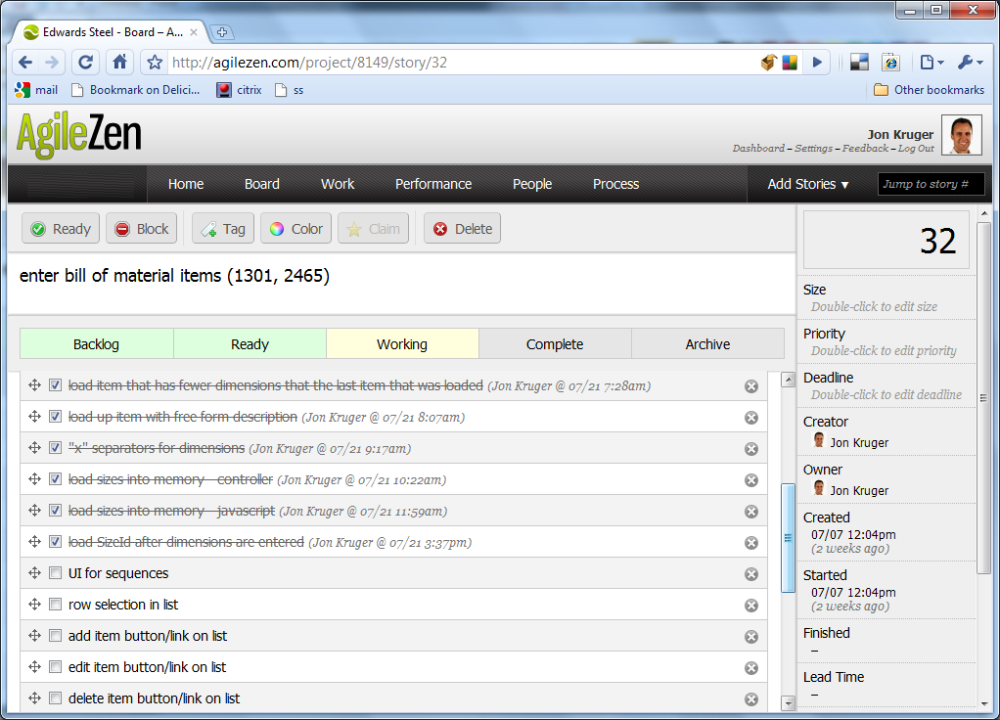 Edwards Steel - Board – A...
http://agilezen.com/project/8149/story/32
mail Bookmark on Delici... citrix ss Other bookmarks
AgileZen
Jon Kruger
Dashboard – Settings – Feedback – Log Out
Home Board Work Performance People Process Add Stories ▼ Jump to story #
Ready Block Tag Color Claim Delete
enter bill of material items (1301, 2465)
Backlog Ready Working Complete Archive
load item that has fewer dimensions that the last item that was loaded (Jon Kruger @ 07/21 7:28am)
load up item with free form description (Jon Kruger @ 07/21 8:07am)
"x" separators for dimensions (Jon Kruger @ 07/21 9:17am)
load sizes into memory - controller (Jon Kruger @ 07/21 10:22am)
load sizes into memory - javascript (Jon Kruger @ 07/21 11:59am)
load SizeId after dimensions are entered (Jon Kruger @ 07/21 3:37pm)
UI for sequences
row selection in list
add item button/link on list
edit item button/link on list
delete item button/link on list
32
Size
Double-click to edit size
Priority
Double-click to edit priority
Deadline
Double-click to edit deadline
Creator
Jon Kruger
Owner
Jon Kruger
Created
07/07 12:04pm
(2 weeks ago)
Started
07/07 12:04pm
(2 weeks ago)
Finished
–
Lead Time
–